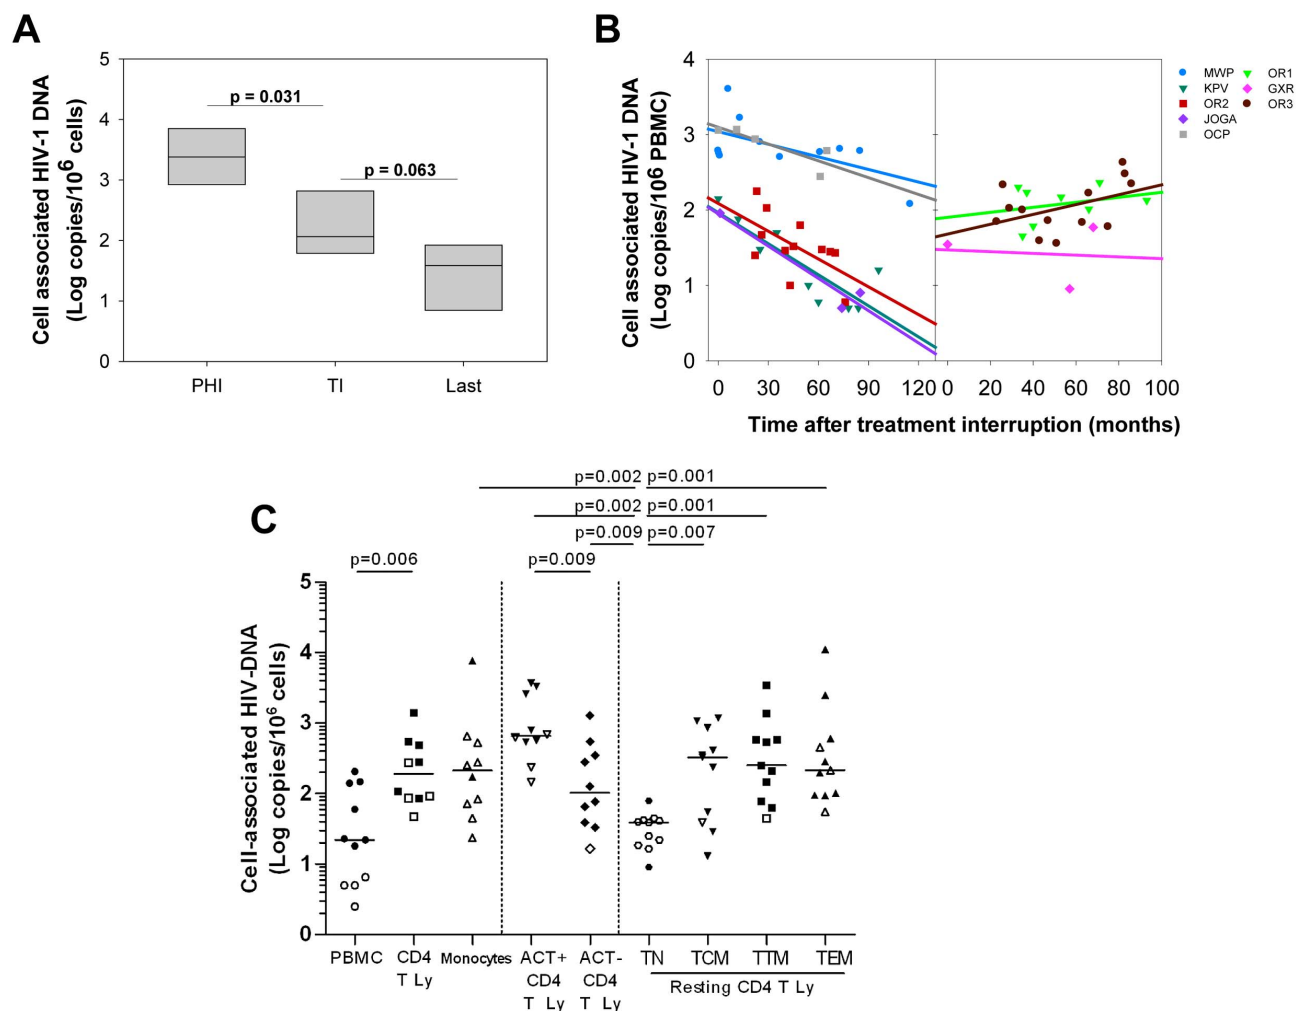 A
Cell associated HIV-1 DNA
(Log copies/10⁶ cells)
5
4
3
2
1
0
p = 0.031
p = 0.063
PHI TI Last
B
Cell associated HIV-1 DNA
(Log copies/10⁶ PBMC)
4
3
2
1
0
0 30 60 90 120 0 20 40 60 80 100
Time after treatment interruption (months)
MWP OR1
KPV GXR
OR2 OR3
JOGA
OCP
C
p=0.002 p=0.001
p=0.002 p=0.001
p=0.009 p=0.007
p=0.006 p=0.009
Cell-associated HIV-DNA
(Log copies/10⁶ cells)
5
4
3
2
1
0
PBMC CD4 Monocytes ACT+ ACT- TN TCM TTM TEM
T Ly CD4 CD4 Resting CD4 T Ly
T Ly T Ly